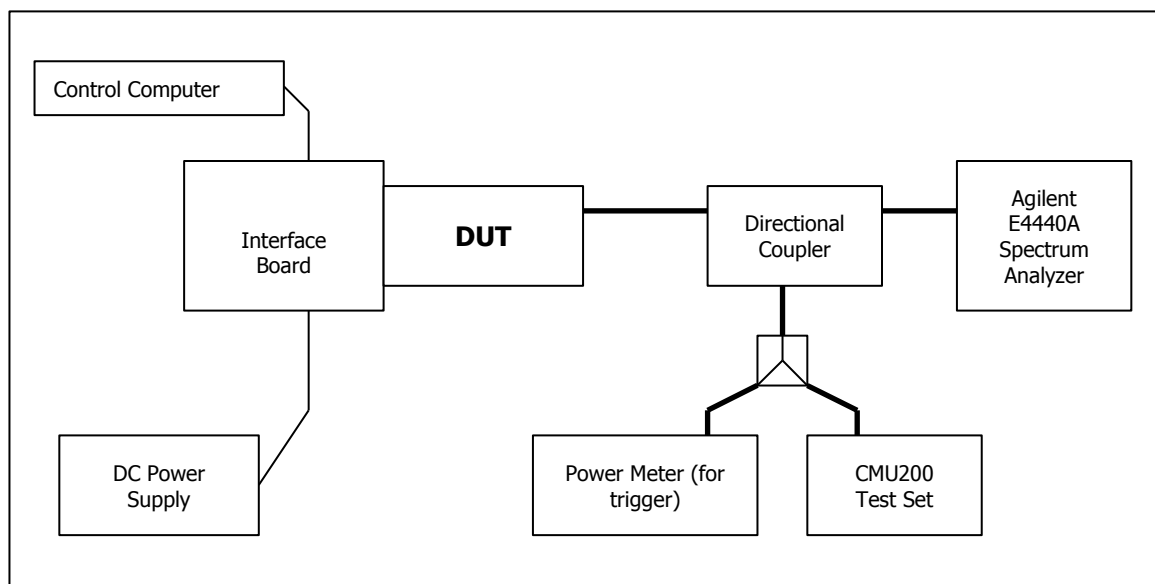 Control Computer
Interface
Board
DUT
Directional
Coupler
Agilent
E4440A
Spectrum
Analyzer
DC Power
Supply
Power Meter (for
trigger)
CMU200
Test Set